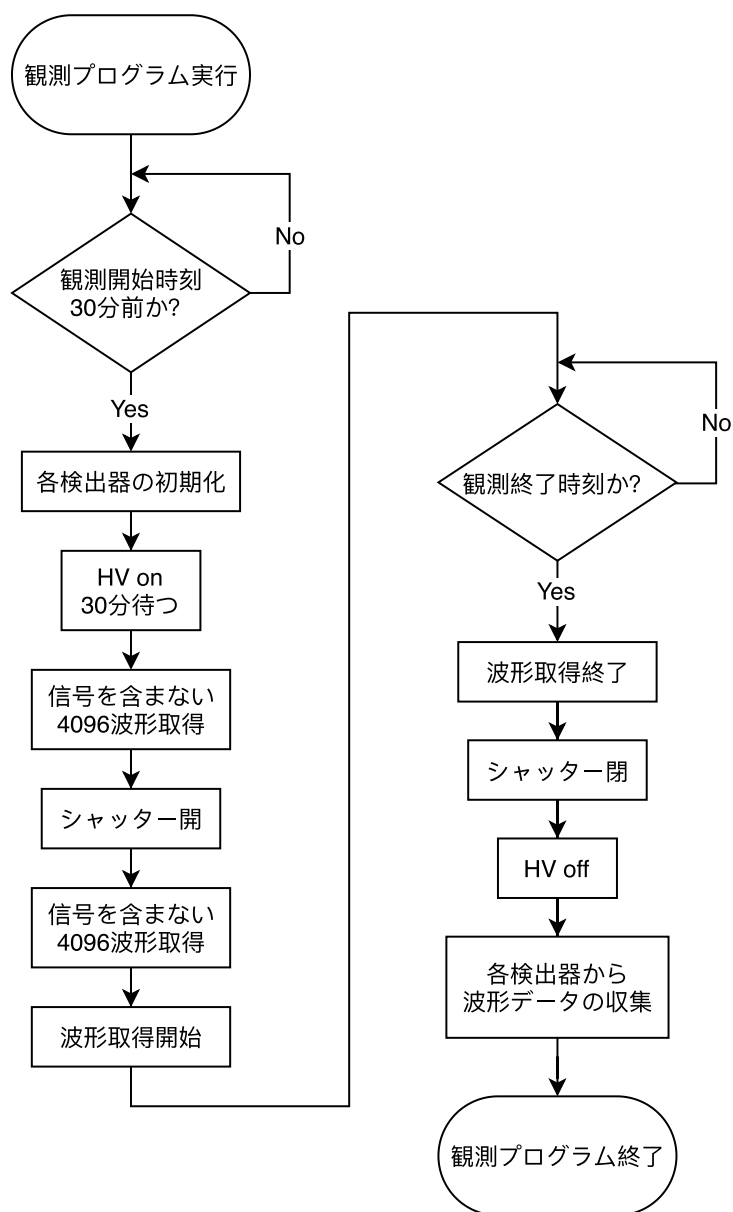 観測プログラム実行
No
観測開始時刻
30分前か?
Yes
各検出器の初期化
HV on
30分待つ
信号を含まない
4096波形取得
シャッター開
信号を含まない
4096波形取得
波形取得開始
No
観測終了時刻か?
Yes
波形取得終了
シャッター閉
HV off
各検出器から
波形データの収集
観測プログラム終了